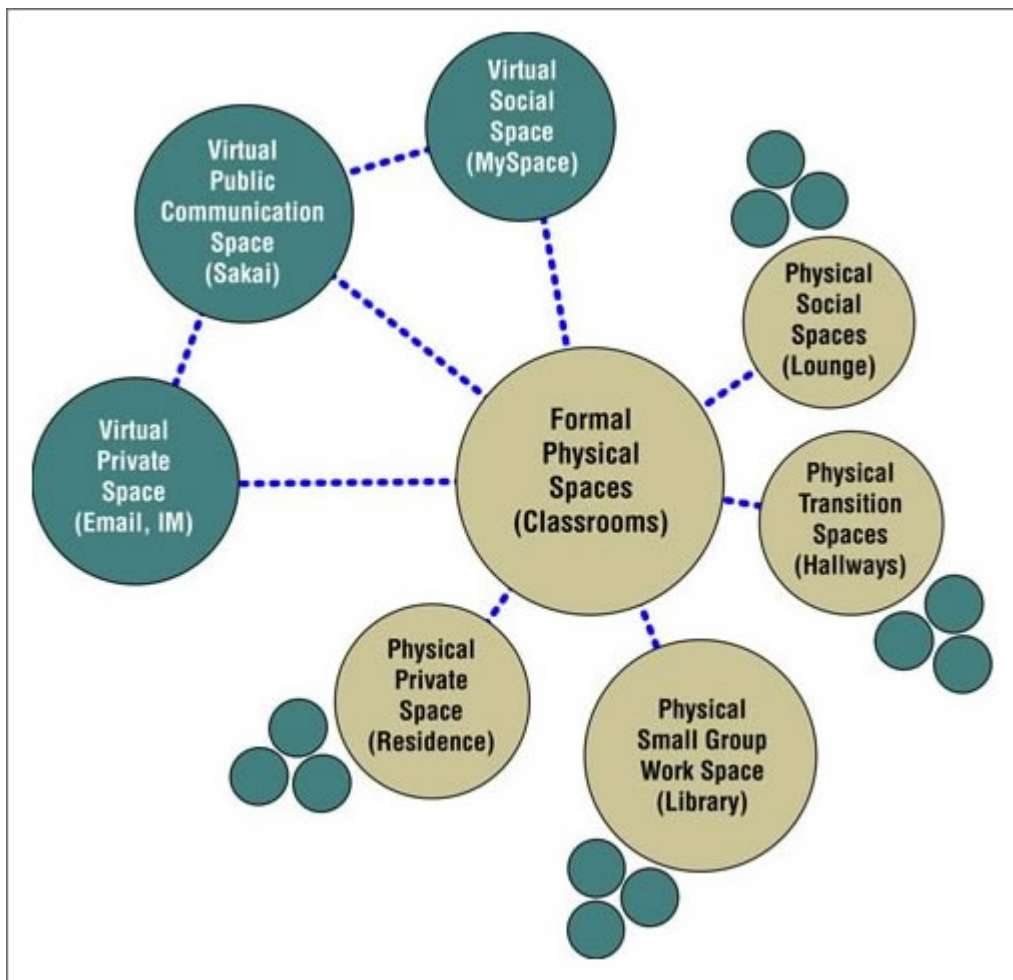 Virtual
Social
Space
(MySpace)
Virtual
Public
Communication
Space
(Sakai)
Physical
Social
Spaces
(Lounge)
Formal
Physical
Spaces
(Classrooms)
Virtual
Private
Space
(Email, IM)
Physical
Transition
Spaces
(Hallways)
Physical
Private
Space
(Residence)
Physical
Small Group
Work Space
(Library)